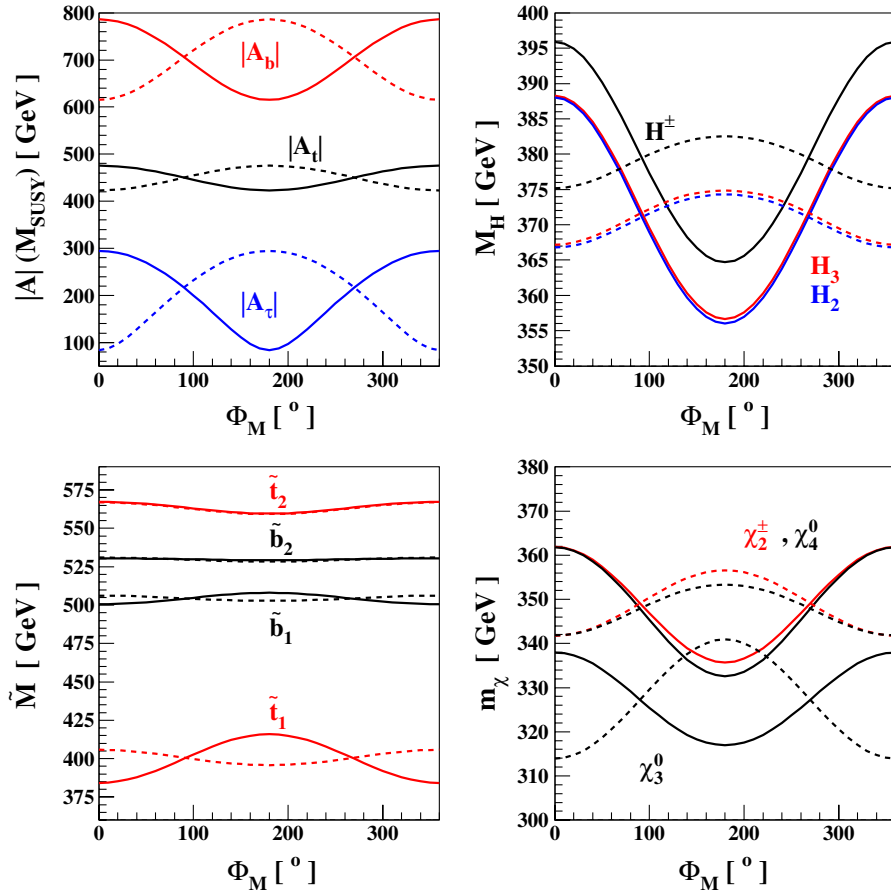 |A| (M_SUSY) [ GeV ]
800
700
600
500
400
300
200
100
|A_b|
|A_t|
|A_τ|
0 100 200 300
Φ_M [ ° ]
M_H [ GeV ]
400
395
390
385
380
375
370
365
360
355
350
H^±
H_3
H_2
0 100 200 300
Φ_M [ ° ]
M̃ [ GeV ]
575
550
525
500
475
450
425
400
375
t̃_2
b̃_2
b̃_1
t̃_1
0 100 200 300
Φ_M [ ° ]
m_χ [ GeV ]
380
370
360
350
340
330
320
310
300
χ_2^± , χ_4^0
χ_3^0
0 100 200 300
Φ_M [ ° ]